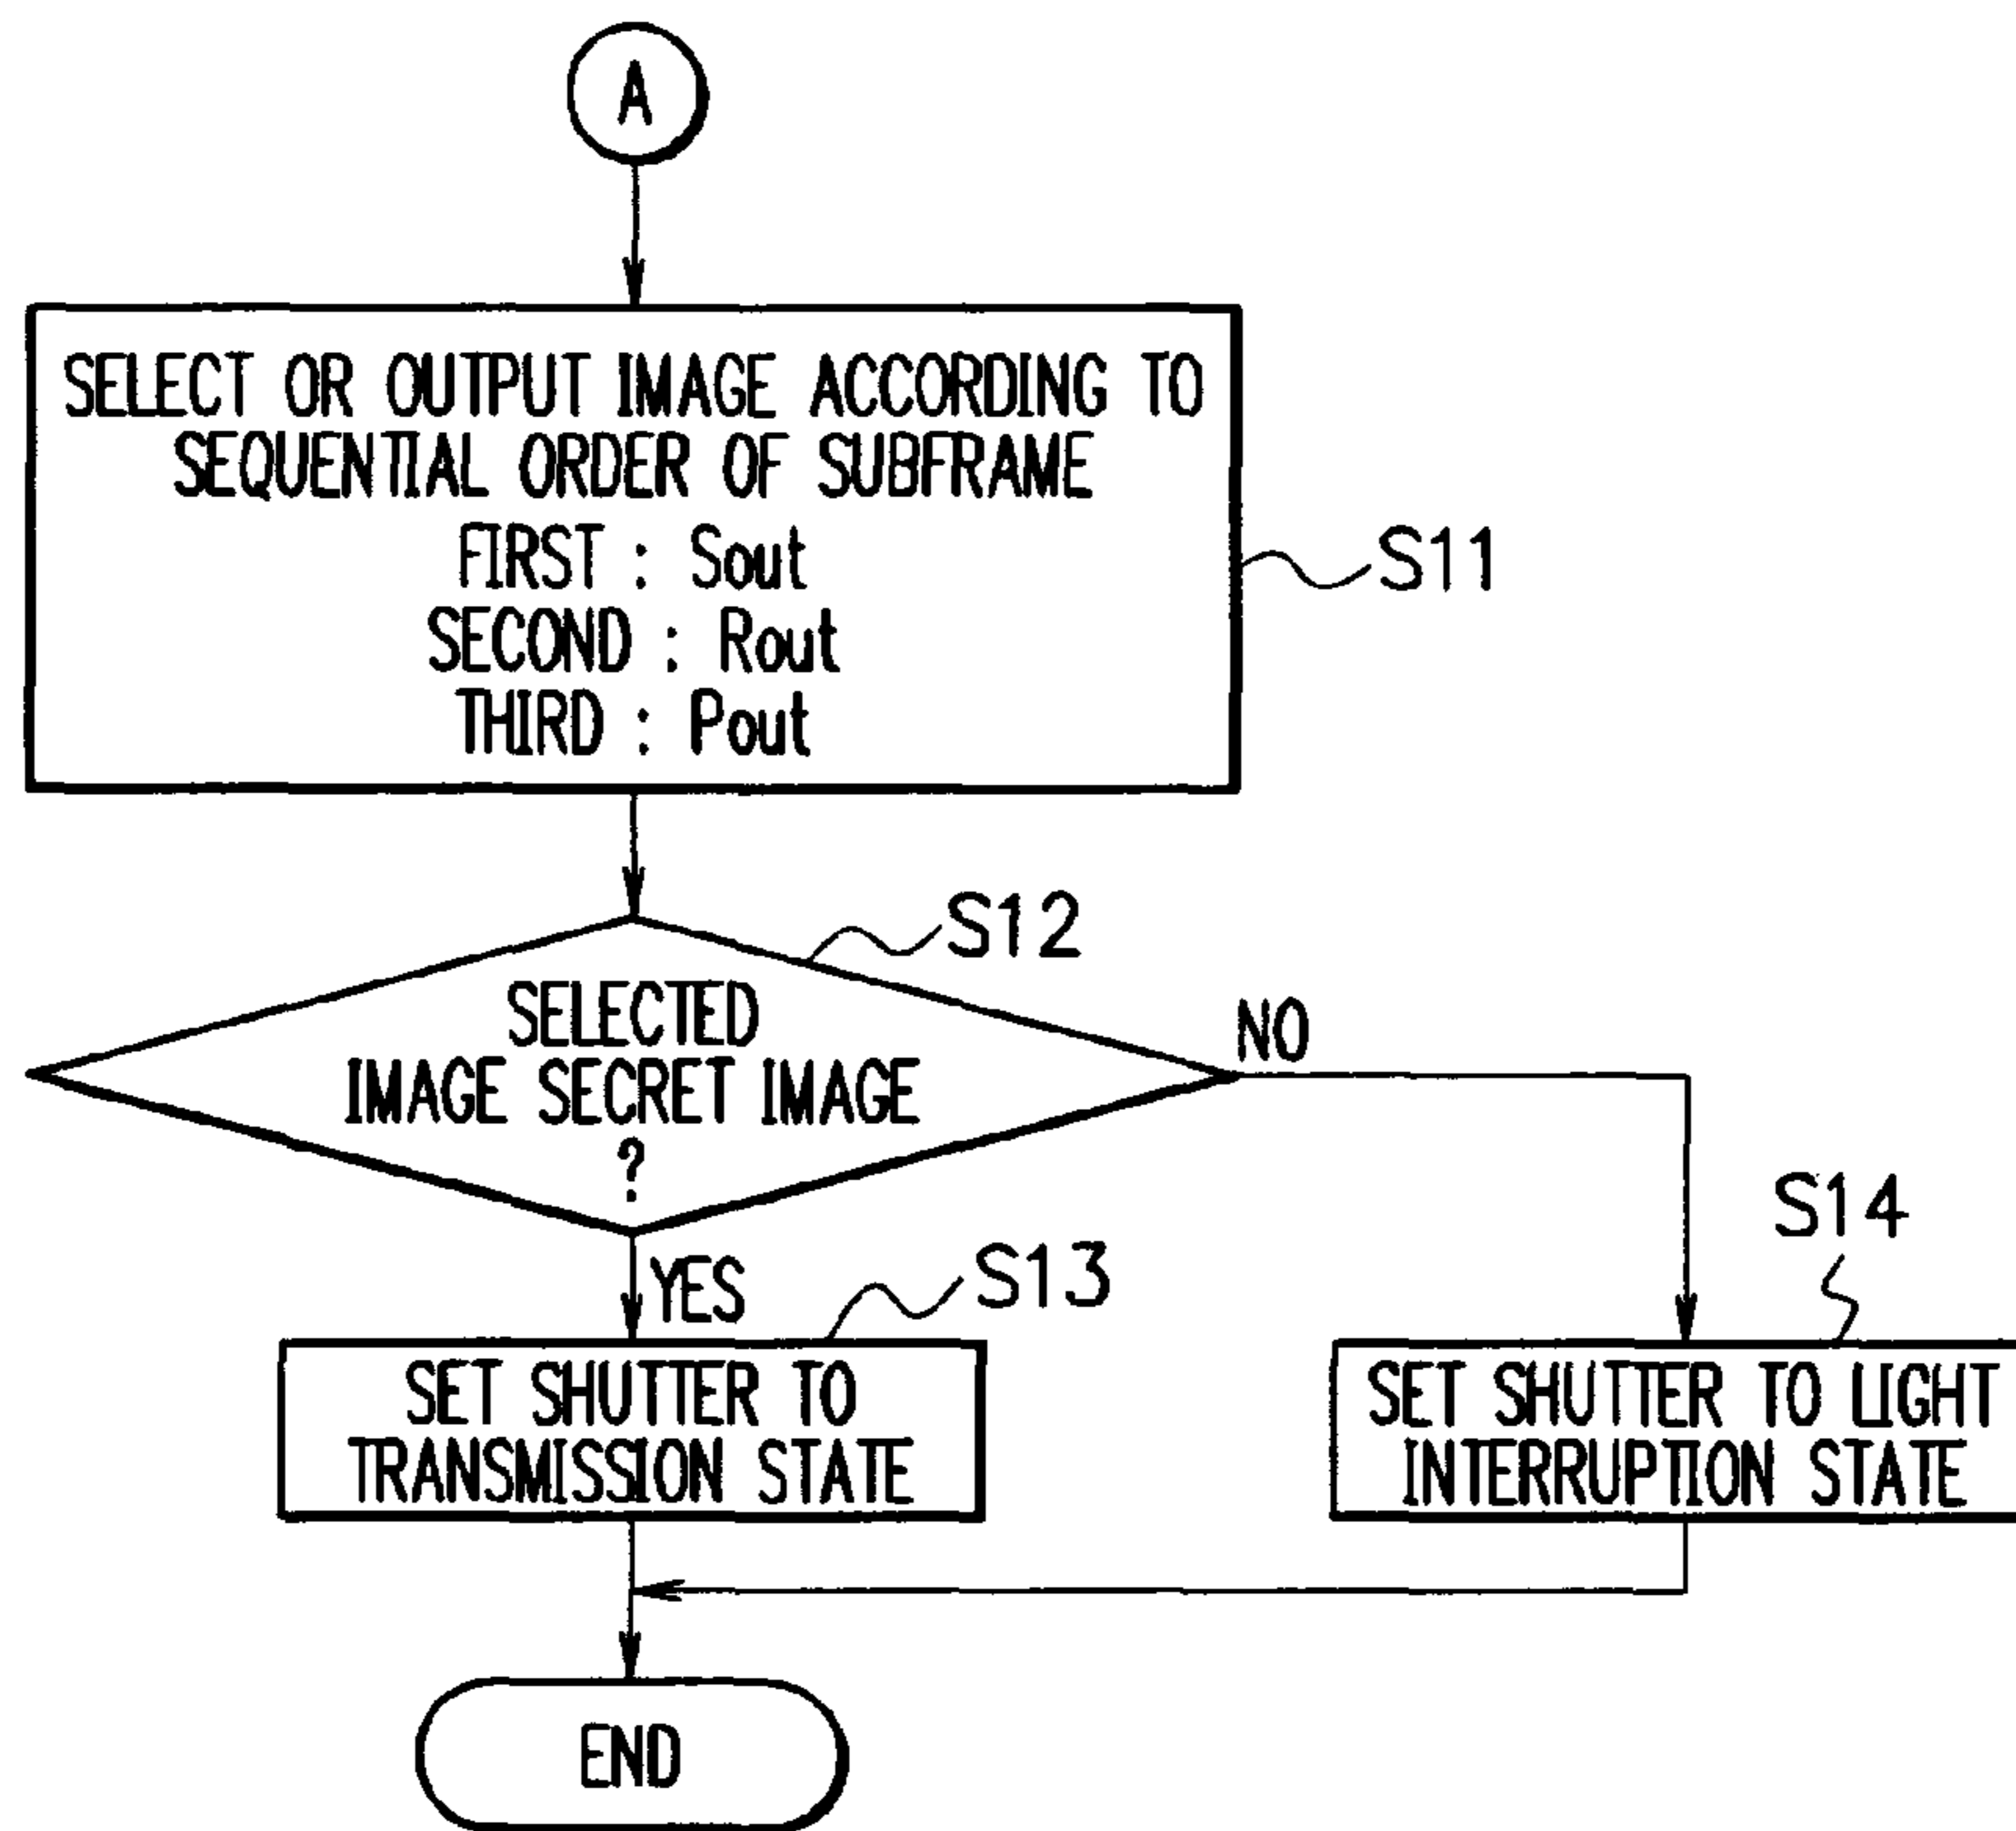 A
SELECT OR OUTPUT IMAGE ACCORDING TO
SEQUENTIAL ORDER OF SUBFRAME
FIRST : Sout
SECOND : Rout
THIRD : Pout
S11
S12
SELECTED
IMAGE SECRET IMAGE
?
NO
YES
S13
SET SHUTTER TO
TRANSMISSION STATE
S14
SET SHUTTER TO LIGHT
INTERRUPTION STATE
END